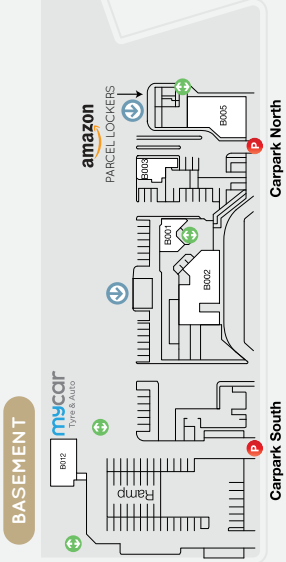 BASEMENT
mycar
Tyre & Auto
B012
Ramp
Carpark South
P
B001
B002
B003
amazon
PARCEL LOCKERS
B005
P
Carpark North